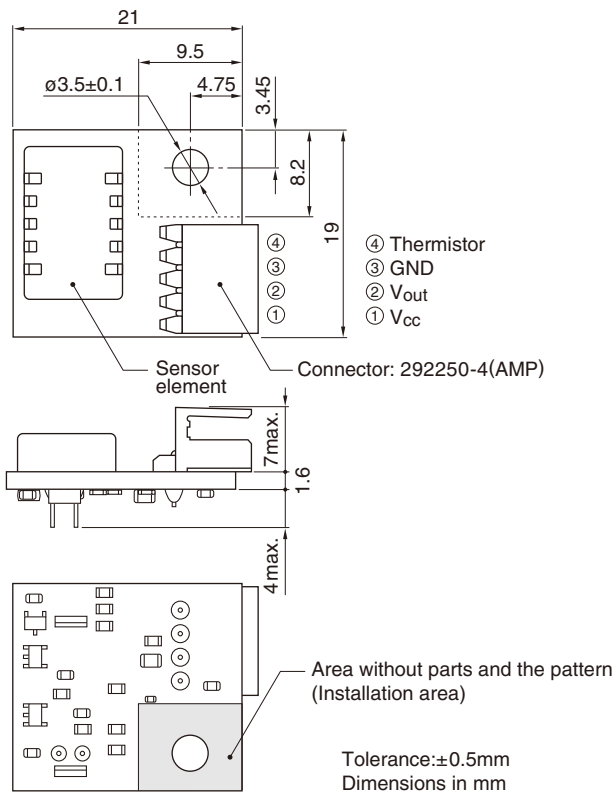 21
9.5
ø3.5±0.1
4.75
3.45
8.2
19
④
③
②
①
④ Thermistor
③ GND
② Vout
① Vcc
Sensor
element
Connector: 292250-4(AMP)
7max.
1.6
4max.
Area without parts and the pattern
(Installation area)
Tolerance:±0.5mm
Dimensions in mm